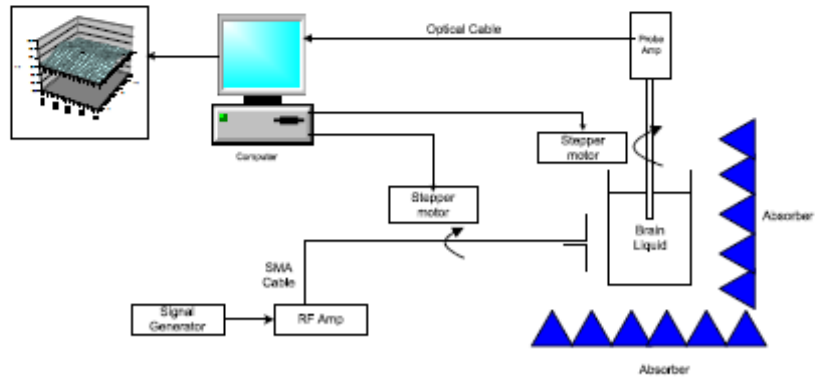 Optical Cable
Probe
Amp
Computer
Stepper
motor
Stepper
motor
Brain
Liquid
Absorber
SMA
Cable
Signal
Generator
RF Amp
Absorber